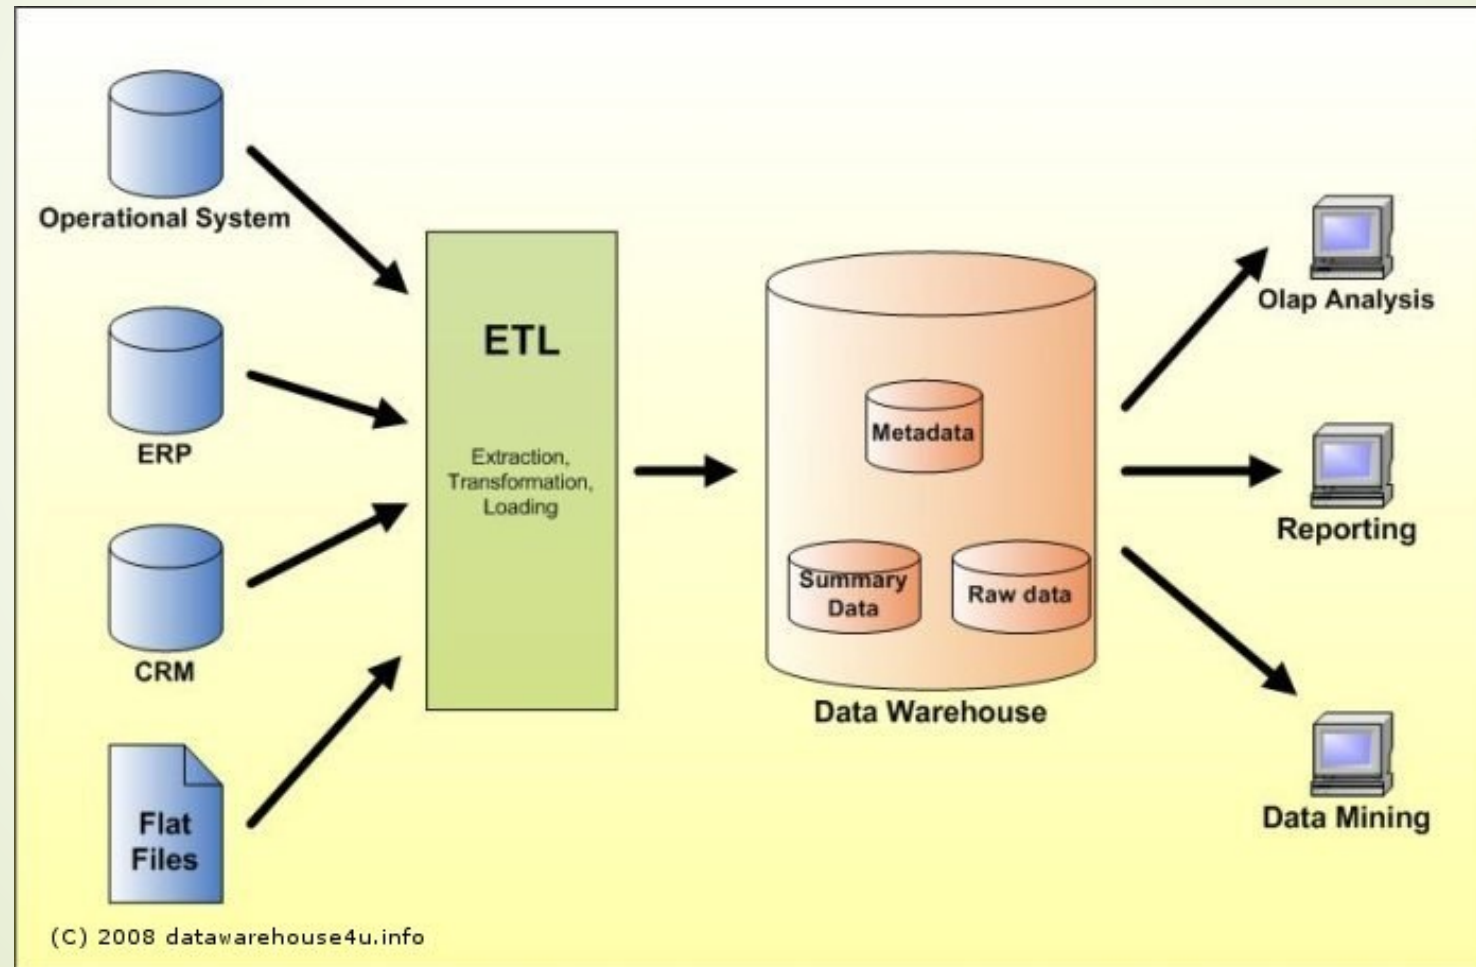 Operational System
ERP
CRM
Flat
Files
ETL
Extraction,
Transformation,
Loading
Metadata
Summary
Data
Raw data
Data Warehouse
Olap Analysis
Reporting
Data Mining
(C) 2008 datawarehouse4u.info